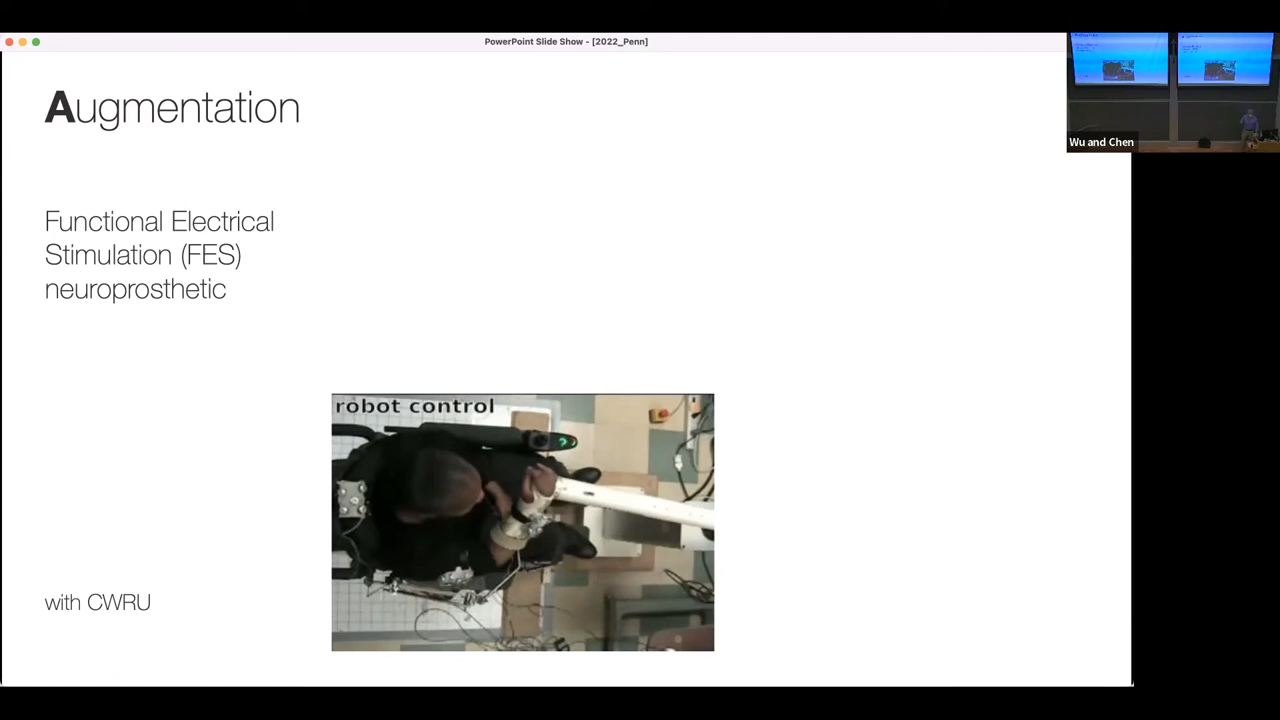 PowerPoint Slide Show - [2022_Penn]
Augmentation
Functional Electrical
Stimulation (FES)
neuroprosthetic
robot control
with CWRU
Wu and Chen